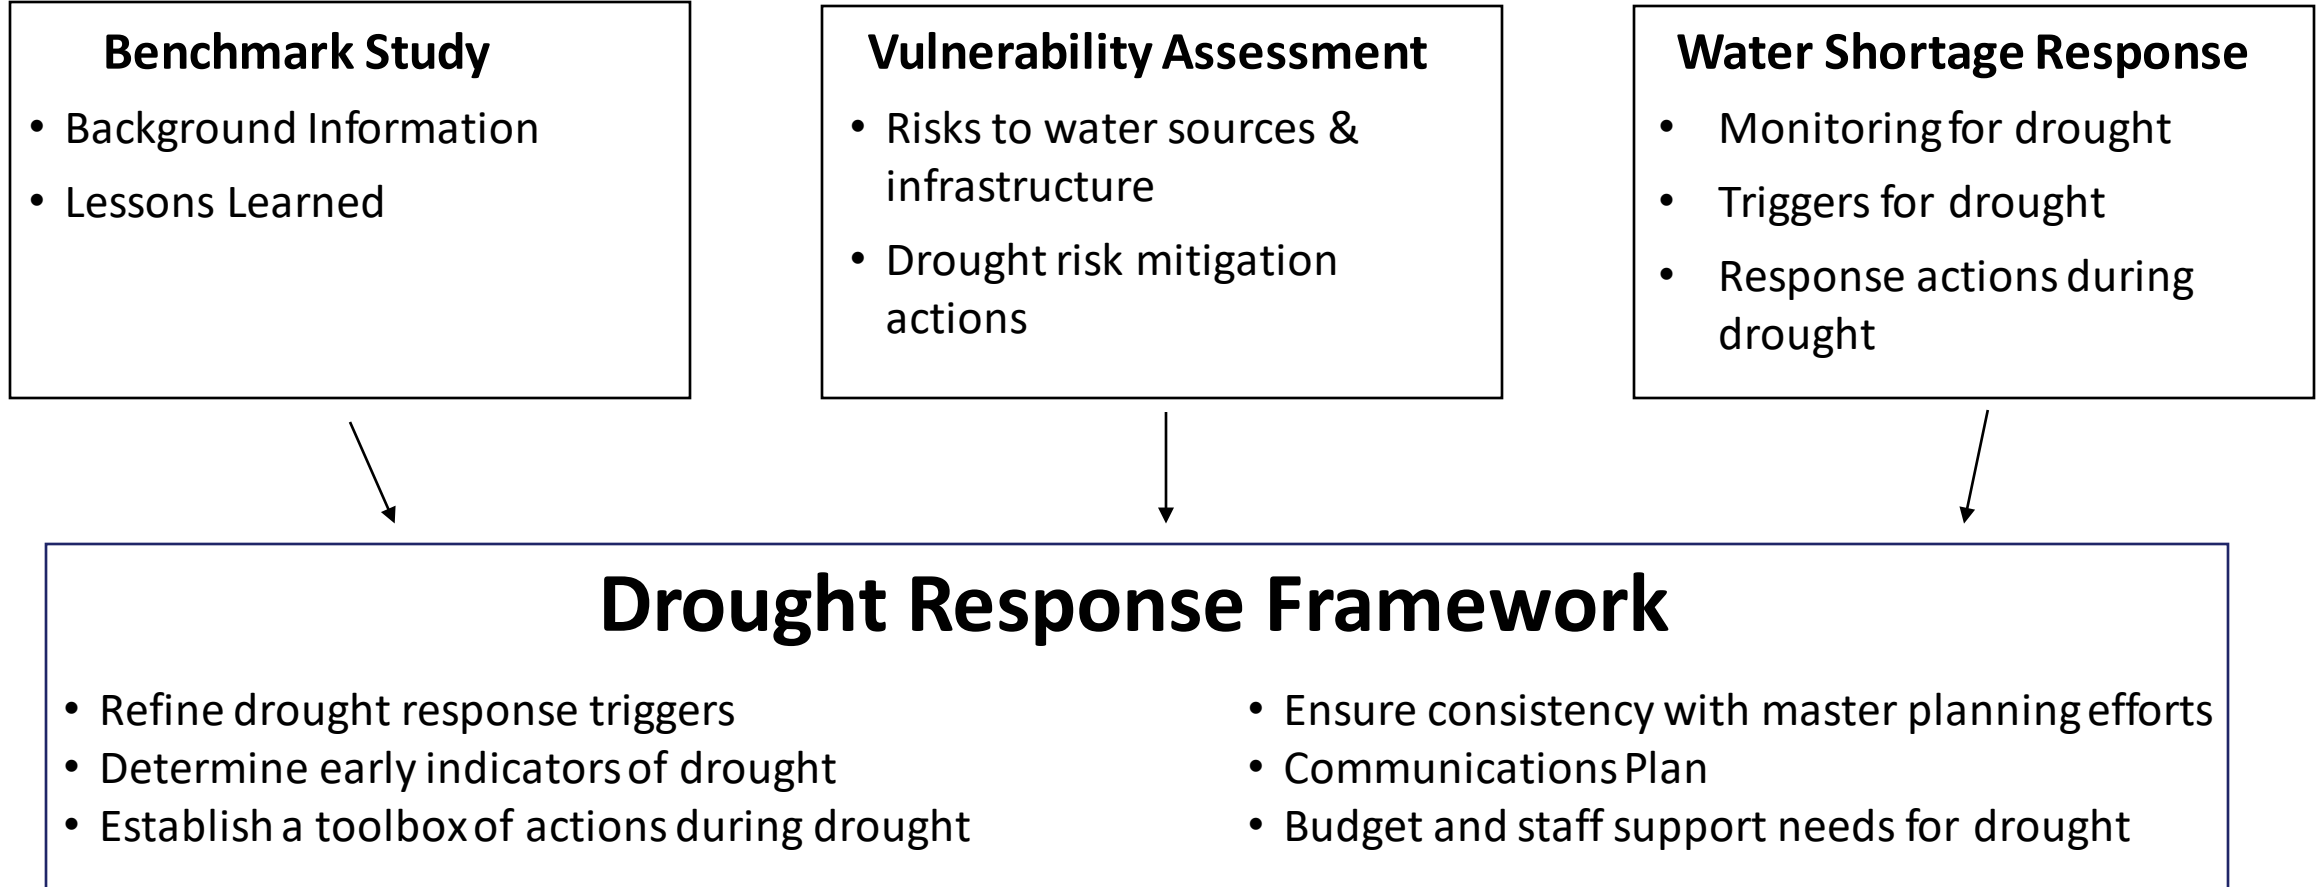 Benchmark Study
• Background Information
• Lessons Learned
Vulnerability Assessment
• Risks to water sources &
infrastructure
• Drought risk mitigation
actions
Water Shortage Response
• Monitoring for drought
• Triggers for drought
• Response actions during
drought
Drought Response Framework
• Refine drought response triggers
• Determine early indicators of drought
• Establish a toolbox of actions during drought
• Ensure consistency with master planning efforts
• Communications Plan
• Budget and staff support needs for drought